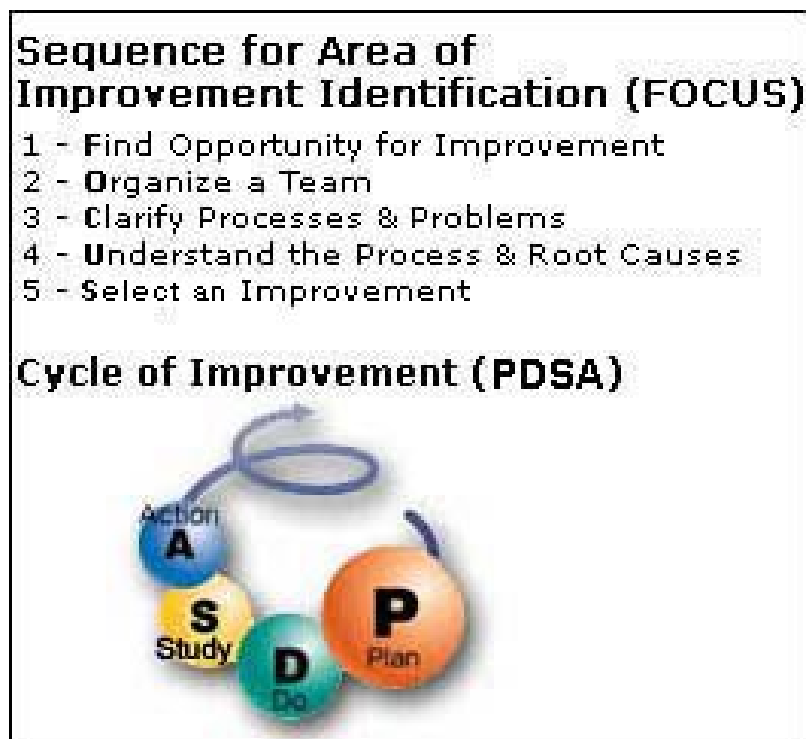 Sequence for Area of
Improvement Identification (FOCUS)
1 - Find Opportunity for Improvement
2 - Organize a Team
3 - Clarify Processes & Problems
4 - Understand the Process & Root Causes
5 - Select an Improvement
Cycle of Improvement (PDSA)
Action
A
S
Study
D
Do
P
Plan